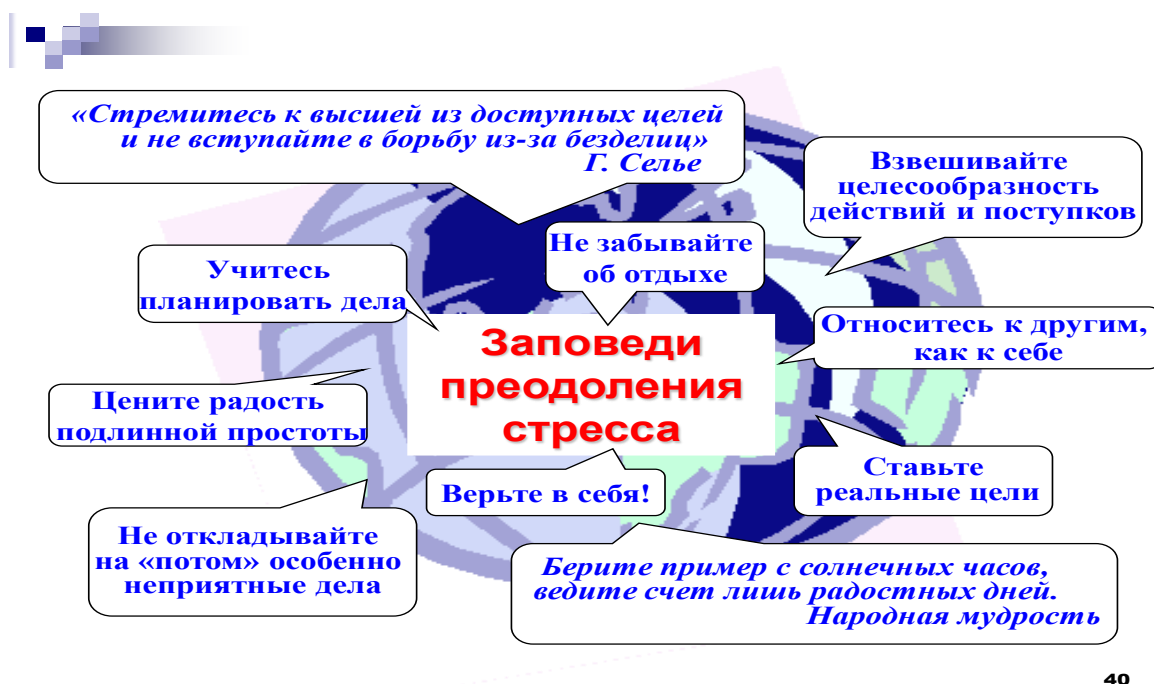 «Стремитесь к высшей из доступных целей
и не вступайте в борьбу из-за безделиц»
Г. Селье
Взвешивайте
целесообразность
действий и поступков
Не забывайте
об отдыхе
Учитесь
планировать дела
Относитесь к другим,
как к себе
Заповеди
преодоления
стресса
Цените радость
подлинной простоты
Ставьте
реальные цели
Верьте в себя!
Не откладывайте
на «потом» особенно
неприятные дела
Берите пример с солнечных часов,
ведите счет лишь радостных дней.
Народная мудрость
40